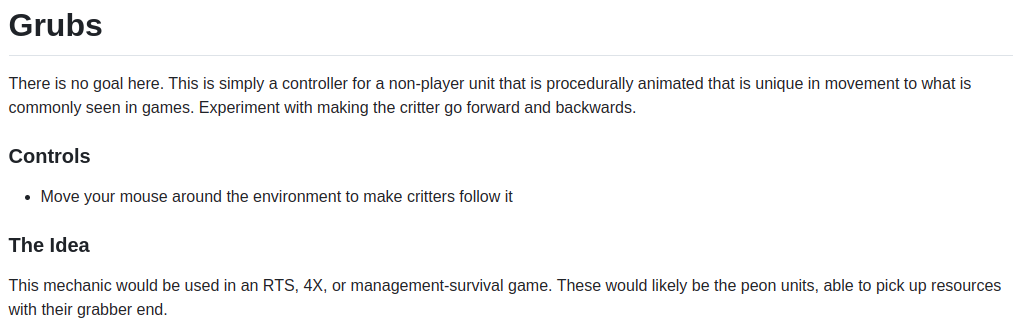 Grubs
There is no goal here. This is simply a controller for a non-player unit that is procedurally animated that is unique in movement to what is
commonly seen in games. Experiment with making the critter go forward and backwards.
Controls
• Move your mouse around the environment to make critters follow it
The Idea
This mechanic would be used in an RTS, 4X, or management-survival game. These would likely be the peon units, able to pick up resources
with their grabber end.